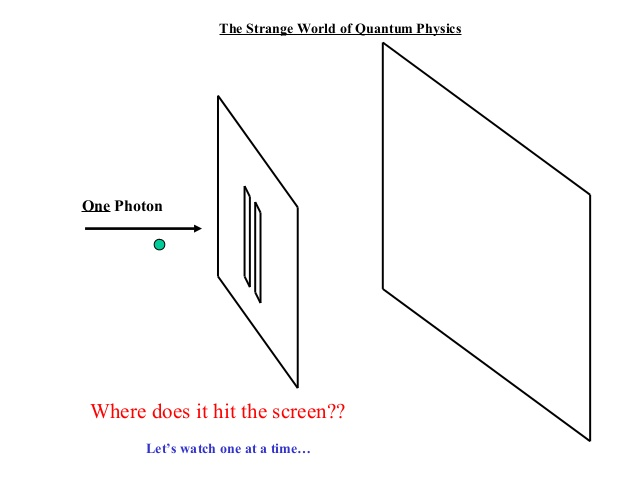 The Strange World of Quantum Physics
One Photon
Where does it hit the screen??
Let’s watch one at a time…